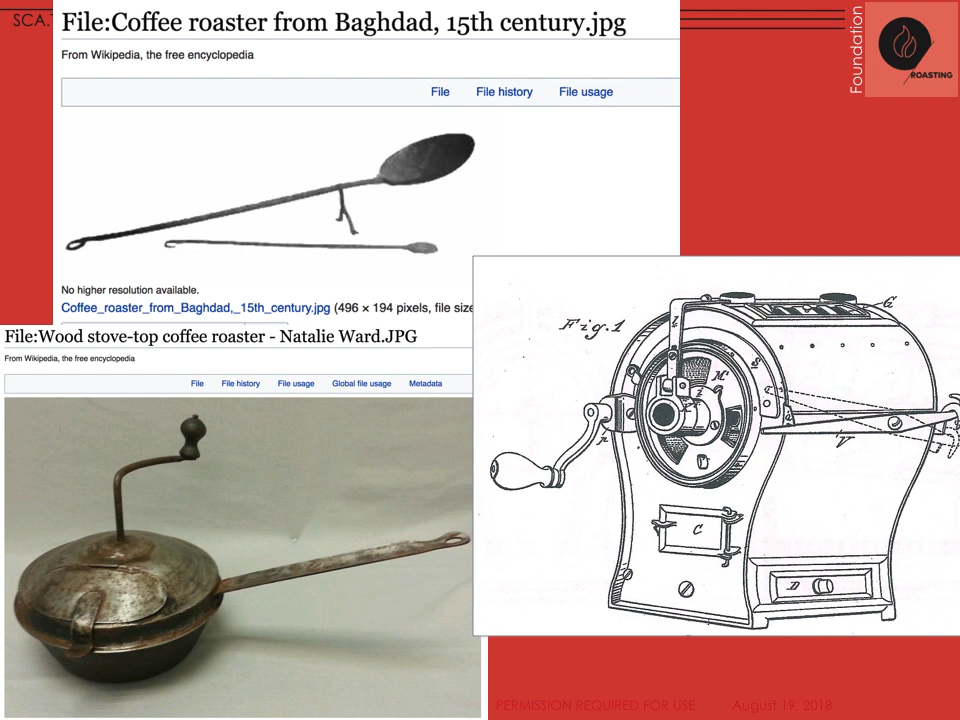 SCA.
File:Coffee roaster from Baghdad, 15th century.jpg
From Wikipedia, the free encyclopedia
File File history File usage
No higher resolution available.
Coffee_roaster_from_Baghdad,_15th_century.jpg (496 × 194 pixels, file size
File:Wood stove-top coffee roaster - Natalie Ward.JPG
From Wikipedia, the free encyclopedia
File File history File usage Global file usage Metadata
Foundation
ROASTING
Fig. 1
G
M
C
D
V
PERMISSION REQUIRED FOR USE August 19, 2018